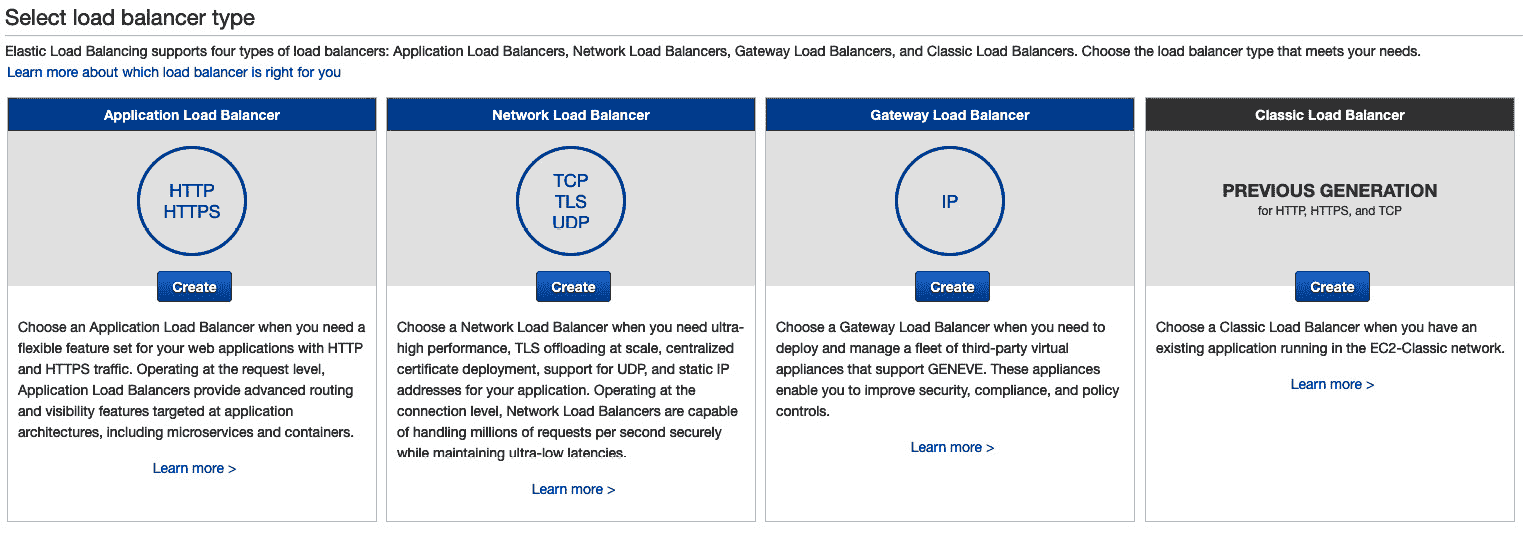 Select load balancer type
Elastic Load Balancing supports four types of load balancers: Application Load Balancers, Network Load Balancers, Gateway Load Balancers, and Classic Load Balancers. Choose the load balancer type that meets your needs.
Learn more about which load balancer is right for you
Application Load Balancer
HTTP
HTTPS
Create
Choose an Application Load Balancer when you need a
flexible feature set for your web applications with HTTP
and HTTPS traffic. Operating at the request level,
Application Load Balancers provide advanced routing
and visibility features targeted at application
architectures, including microservices and containers.
Learn more >
Network Load Balancer
TCP
TLS
UDP
Create
Choose a Network Load Balancer when you need ultra-
high performance, TLS offloading at scale, centralized
certificate deployment, support for UDP, and static IP
addresses for your application. Operating at the
connection level, Network Load Balancers are capable
of handling millions of requests per second securely
while maintaining ultra-low latencies.
Learn more >
Gateway Load Balancer
IP
Create
Choose a Gateway Load Balancer when you need to
deploy and manage a fleet of third-party virtual
appliances that support GENEVE. These appliances
enable you to improve security, compliance, and policy
controls.
Learn more >
Classic Load Balancer
PREVIOUS GENERATION
for HTTP, HTTPS, and TCP
Create
Choose a Classic Load Balancer when you have an
existing application running in the EC2-Classic network.
Learn more >